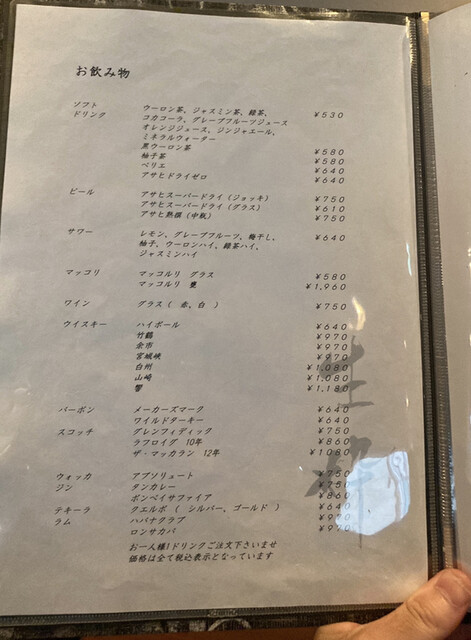 お飲み物
ソフトドリンク ウーロン茶、ジャスミン茶、緑茶、 ¥530
コカコーラ、グレープフルーツジュース
オレンジジュース、ジンジャエール、
ミネラルウォーター
黒ウーロン茶 ¥580
柚子茶 ¥580
ペリエ ¥640
アサヒドライゼロ ¥640
ビール アサヒスーパードライ（ジョッキ） ¥750
アサヒスーパードライ（グラス） ¥610
アサヒ熟撰（中瓶） ¥750
サワー レモン、グレープフルーツ、梅干し、 ¥640
柚子、ウーロンハイ、緑茶ハイ、
ジャスミンハイ
マッコリ マッコルリ グラス ¥580
マッコルリ 甕 ¥1,960
ワイン グラス（ 赤、白 ） ¥750
ウイスキー ハイボール ¥640
竹鶴 ¥970
余市 ¥970
宮城峡 ¥970
白州 ¥1,080
山崎 ¥1,080
響 ¥1,180
バーボン メーカーズマーク ¥640
ワイルドターキー ¥640
スコッチ グレンフィディック ¥750
ラフロイグ 10年 ¥860
ザ・マッカラン 12年 ¥1080
ウォッカ アブソリュート ¥750
ジン タンカレー ¥750
ボンベイサファイア ¥860
テキーラ クエルボ（ シルバー、ゴールド ） ¥640
ラム ハバナクラブ
ロンサカパ ¥970
お一人様1ドリンクご注文下さいませ
価格は全て税込表示となっています